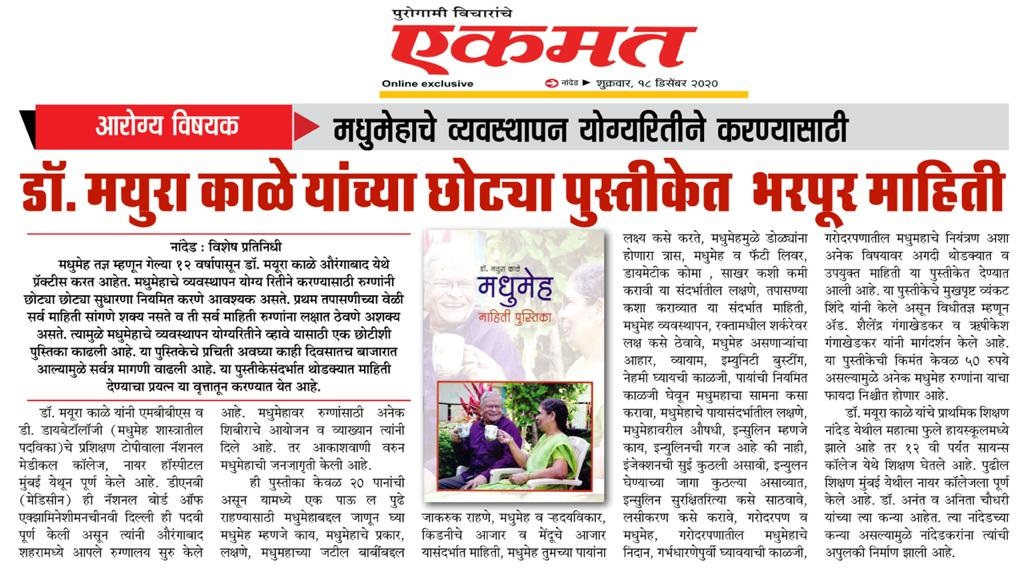 पुरोगामी विचारांचे
एकमत
Online exclusive
नांदेड ► शुक्रवार, १८ डिसेंबर २०२०
आरोग्य विषयक
मधुमेहाचे व्यवस्थापन योग्यरितीने करण्यासाठी
डॉ. मयुरा काळे यांच्या छोट्या पुस्तीकेत भरपूर माहिती
नांदेड : विशेष प्रतिनिधी
मधुमेह तज्ञ म्हणून गेल्या १२ वर्षापासून डॉ. मयूरा काळे औरंगाबाद येथे
प्रॅक्टीस करत आहेत. मधुमेहाचे व्यवस्थापन योग्य रितीने करण्यासाठी रुग्णांनी
छोट्या छोट्या सुधारणा नियमित करणे आवश्यक असते. प्रथम तपासणीच्या वेळी
सर्व माहिती सांगणे शक्य नसते व ती सर्व माहिती रुग्णांना लक्षात ठेवणे अशक्य
असते. त्यामुळे मधुमेहाचे व्यवस्थापन योग्यरितीने व्हावे यासाठी एक छोटीशी
पुस्तिका काढली आहे. या पुस्तिकेचे प्रचिती अवघ्या काही दिवसातच बाजारात
आल्यामुळे सर्वत्र मागणी वाढली आहे. या पुस्तीकेसंदर्भात थोडक्यात माहिती
देण्याचा प्रयत्न या वृत्तातून करण्यात येत आहे.
डॉ. मयूरा काळे यांनी एमबीबीएस व
डी. डायबेटॉलॉजी (मधुमेह शास्त्रातील
पदविका)चे प्रशिक्षण टोपीवाला नॅशनल
मेडीकल कॉलेज, नायर हॉस्पीटल
मुंबई येथून पूर्ण केले आहे. डीएनबी
(मेडिसीन) ही नॅशनल बोर्ड ऑफ
एक्झामिनेशीमनचीनवी दिल्ली ही पदवी
पूर्ण केली असून त्यांनी औरंगाबाद
शहरामध्ये आपले रुग्णालय सुरु केले
आहे. मधुमेहावर रुग्णांसाठी अनेक
शिबीराचे आयोजन व व्याख्यान त्यांनी
दिले आहे. तर आकाशवाणी वरुन
मधुमेहाची जनजागृती केली आहे.
ही पुस्तीका केवळ २० पानांची
असून यामध्ये एक पाऊ ल पुढे
राहण्यासाठी मधुमेहाबद्दल जाणून घ्या
मधुमेह म्हणजे काय, मधुमेहाचे प्रकार,
लक्षणे, मधुमहाच्या जटील बाबींबद्दल
डॉ. मयुरा काळे
मधुमेह
माहिती पुस्तिका
जाकरुक राहणे, मधुमेह व ऱ्हदयविकार,
किडनीचे आजार व मेंदूचे आजार
यासंदर्भात माहिती, मधुमेह तुमच्या पायांना
लक्ष्य कसे करते, मधुमेहमुळे डोळ्यांना
होणारा त्रास, मधुमेह व फॅटी लिवर,
डायमेटीक कोमा , साखर कशी कमी
करावी या संदर्भातील लक्षणे, तपासण्या
कशा कराव्यात या संदर्भात माहिती,
मधुमेह व्यवस्थापन, रक्तामधील शर्करेवर
लक्ष कसे ठेवावे, मधुमेह असणाऱ्यांचा
आहार, व्यायाम, इम्युनिटी बुस्टींग,
नेहमी घ्यायची काळजी, पायांची नियमित
काळजी घेवून मधुमहाचा सामना कसा
करावा, मधुमेहाचे पायासंदर्भातील लक्षणे,
मधुमेहावरील औषधी, इन्सुलिन म्हणजे
काय, इन्युलिनची गरज आहे की नाही,
इंजेक्शनची सुई कुठली असावी, इन्युलन
घेण्याच्या जागा कुठल्या असाव्यात,
इन्सुलिन सुरक्षितरित्या कसे साठवावे,
लसीकरण कसे करावे, गरोदरपण व
मधुमेह, गरोदरपणातील मधुमेहाचे
निदान, गर्भधारणेपुर्वी घ्यावयाची काळजी,
गरोदरपणातील मधुमहाचे नियंत्रण अशा
अनेक विषयावर अगदी थोडक्यात व
उपयुक्त माहिती या पुस्तीकेत देण्यात
आली आहे. या पुस्तीकेचे मुखपृष्ट व्यंकट
शिंदे यांनी केले असून विधीतज्ञ म्हणून
ॲड. शैलेंद्र गंगाखेडकर व ऋषीकेश
गंगाखेडकर यांनी मार्गदर्शन केले आहे.
या पुस्तीकेची किमंत केवळ ५० रुपये
असल्यामुळे अनेक मधुमेह रुग्णांना याचा
फायदा निश्चीत होणार आहे.
डॉ. मयूरा काळे यांचे प्राथमिक शिक्षण
नांदेड येथील महात्मा फुले हायस्कूलमध्ये
झाले आहे तर १२ वी पर्यंत सायन्स
कॉलेज येथे शिक्षण घेतले आहे. पुढील
शिक्षण मुंबई येथील नायर कॉलेजला पूर्ण
केले आहे. डॉ. अनंत व अनिता चौधरी
यांच्या त्या कन्या आहेत. त्या नांदेडच्या
कन्या असल्यामुळे नांदेडकरांना त्यांची
अपुलकी निर्माण झाली आहे.